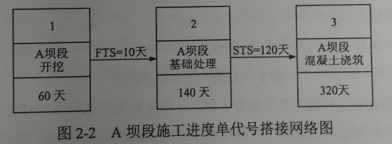 1
A坝段
开挖
60天
FTS=10天
2
A坝段
基础处理
140天
STS=120天
3
A坝段
混凝土浇筑
320天
图2-2 A坝段施工进度单代号搭接网络图